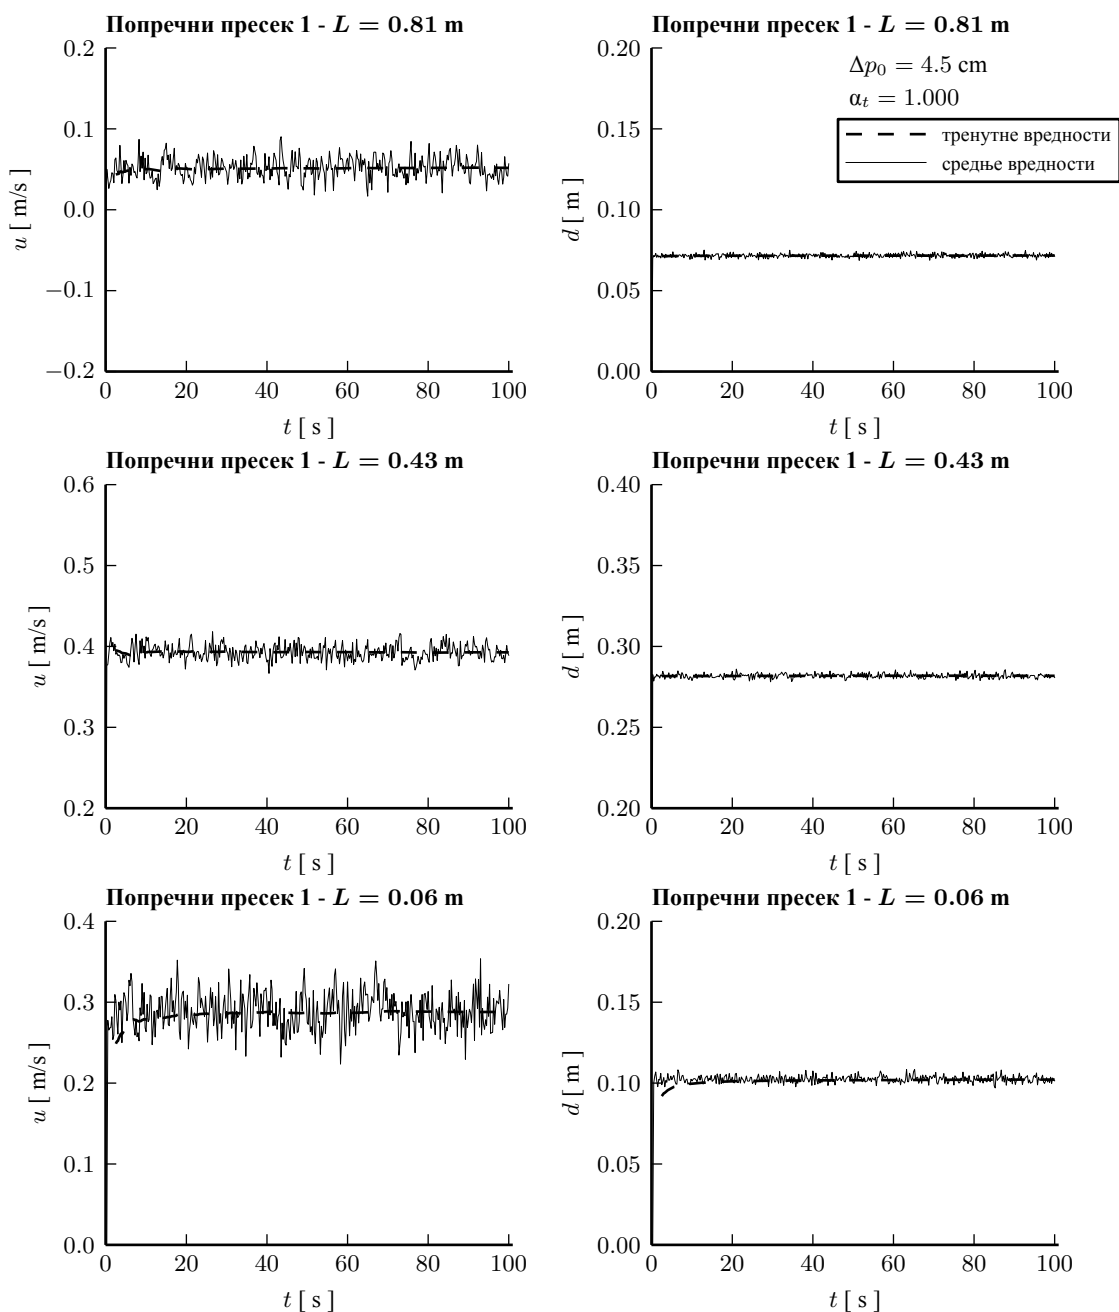 Попречни пресек 1 - L = 0.81 m
0.2
0.1
0.0
−0.1
−0.2
u [ m/s ]
0 20 40 60 80 100
t [ s ]
Попречни пресек 1 - L = 0.81 m
Δp₀ = 4.5 cm
αₜ = 1.000
тренутне вредности
средње вредности
0.20
0.15
0.10
0.05
0.00
d [ m ]
0 20 40 60 80 100
t [ s ]
Попречни пресек 1 - L = 0.43 m
0.6
0.5
0.4
0.3
0.2
u [ m/s ]
0 20 40 60 80 100
t [ s ]
Попречни пресек 1 - L = 0.43 m
0.40
0.35
0.30
0.25
0.20
d [ m ]
0 20 40 60 80 100
t [ s ]
Попречни пресек 1 - L = 0.06 m
0.4
0.3
0.2
0.1
0.0
u [ m/s ]
0 20 40 60 80 100
t [ s ]
Попречни пресек 1 - L = 0.06 m
0.20
0.15
0.10
0.05
0.00
d [ m ]
0 20 40 60 80 100
t [ s ]